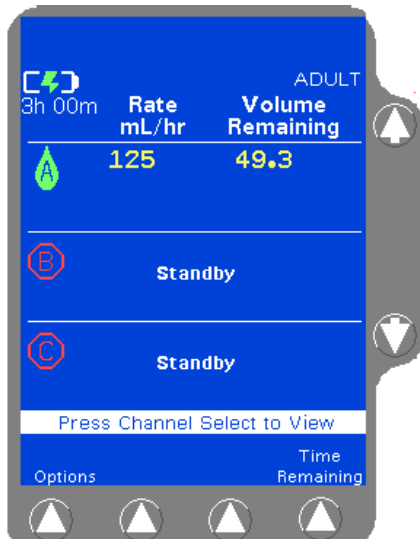 ADULT
3h 00m
Rate
mL/hr
Volume
Remaining
A
125
49.3
B
Standby
C
Standby
Press Channel Select to View
Options
Time
Remaining